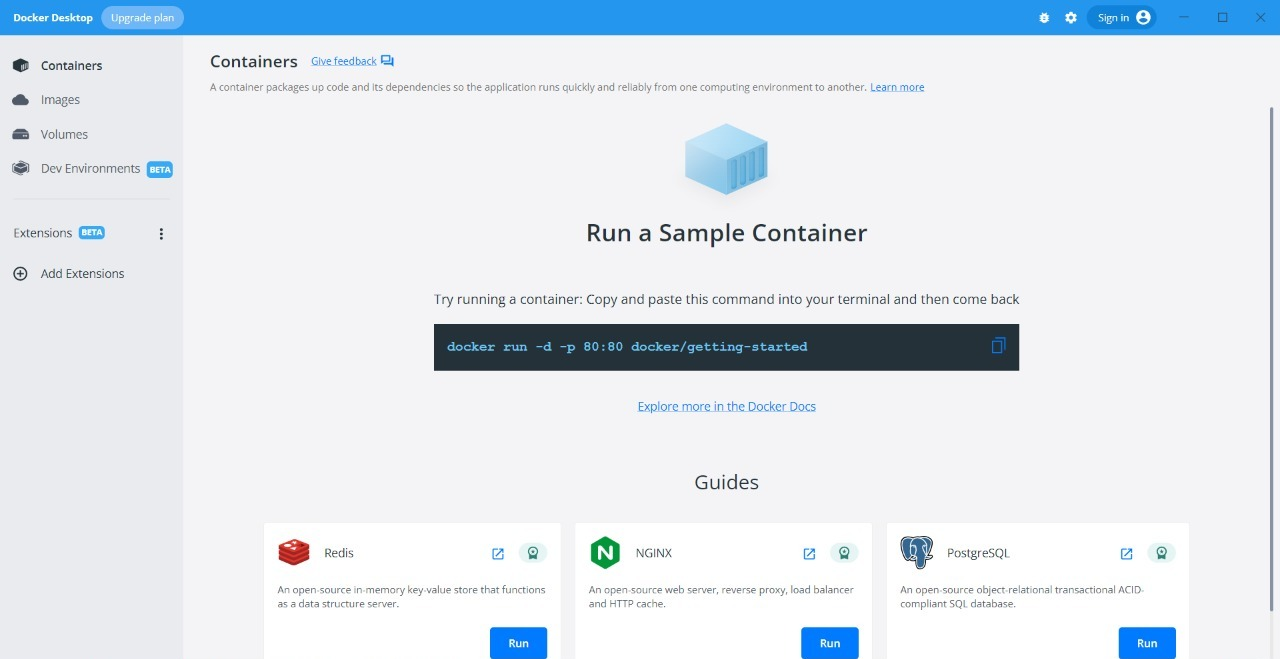 Docker Desktop Upgrade plan Sign in
Containers
Images
Volumes
Dev Environments BETA
Extensions BETA
Add Extensions
Containers Give feedback
A container packages up code and its dependencies so the application runs quickly and reliably from one computing environment to another. Learn more
Run a Sample Container
Try running a container: Copy and paste this command into your terminal and then come back
docker run -d -p 80:80 docker/getting-started
Explore more in the Docker Docs
Guides
Redis
An open-source in-memory key-value store that functions
as a data structure server.
Run
N
NGINX
An open-source web server, reverse proxy, load balancer
and HTTP cache.
Run
PostgreSQL
An open-source object-relational transactional ACID-
compliant SQL database.
Run